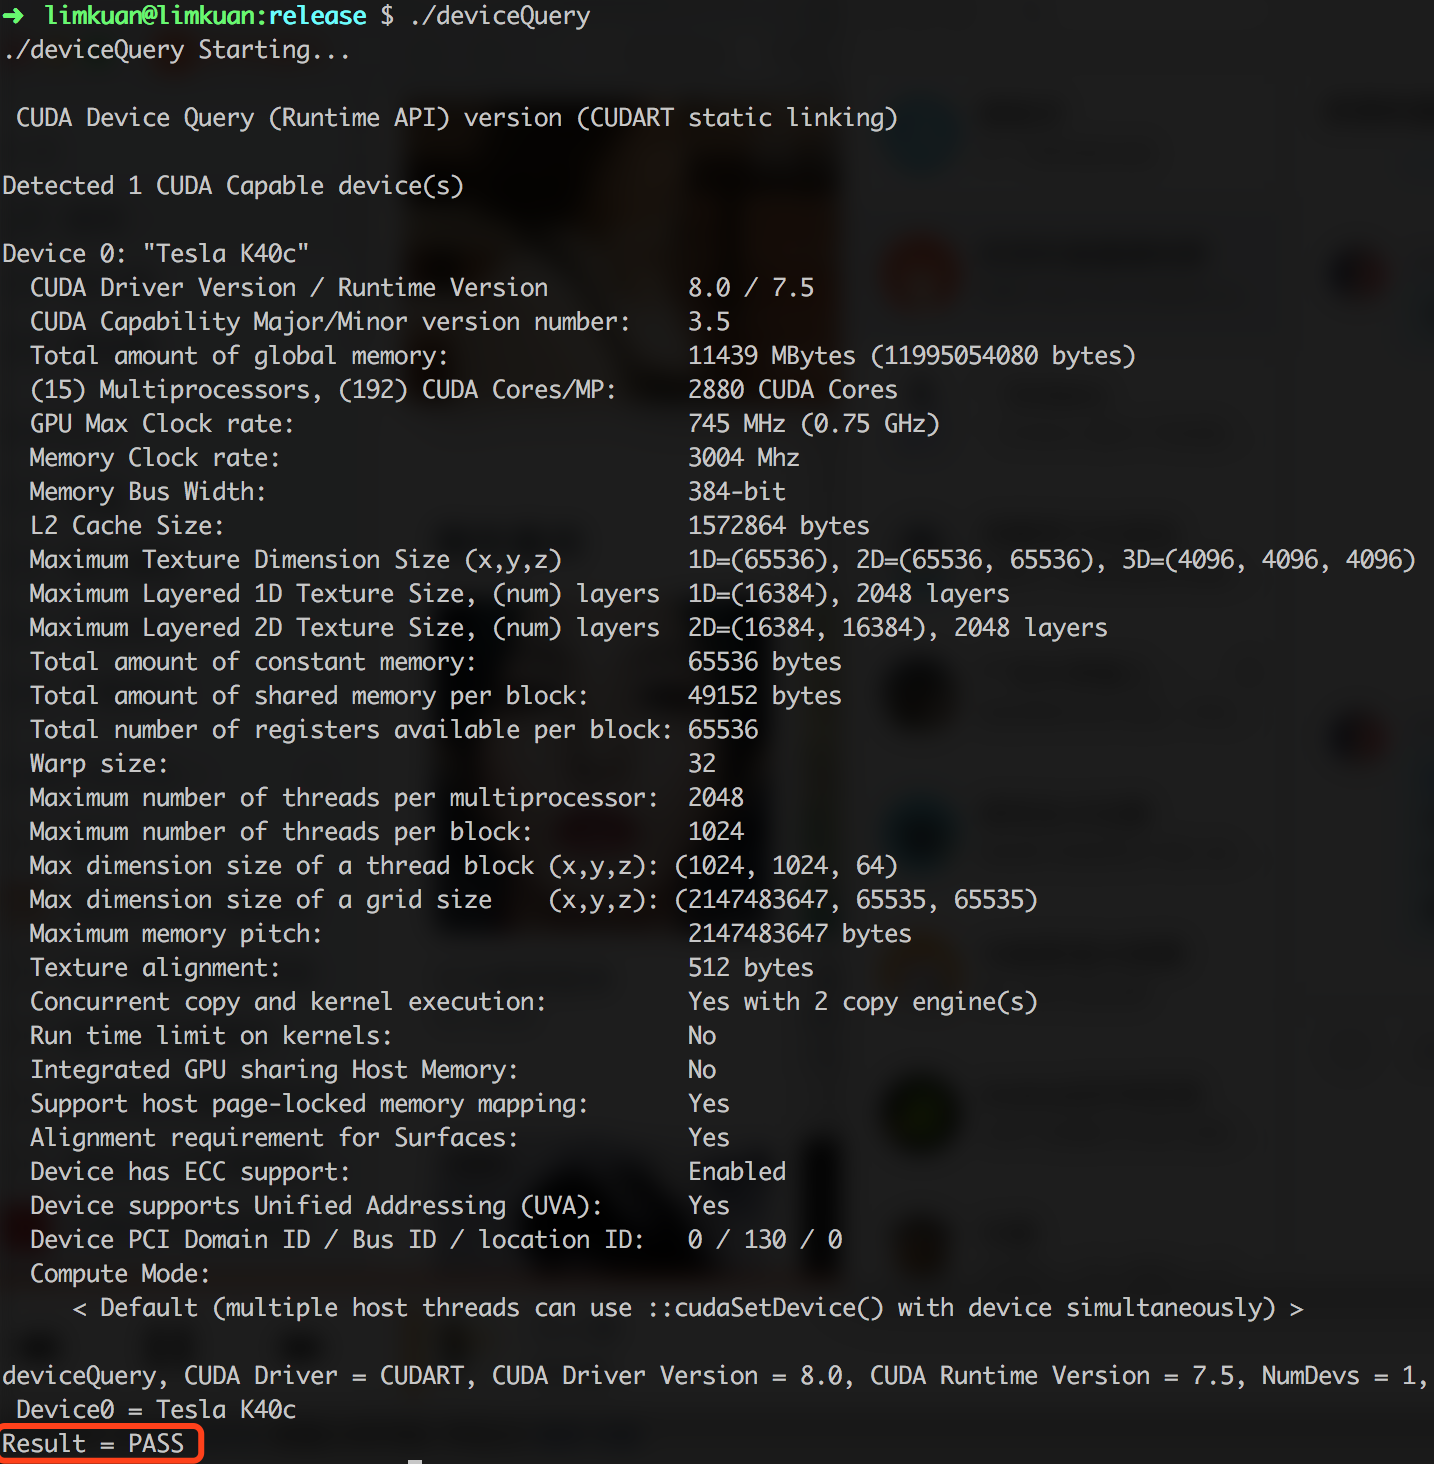 ➜  limkuan@limkuan:release $ ./deviceQuery
./deviceQuery Starting...

 CUDA Device Query (Runtime API) version (CUDART static linking)

Detected 1 CUDA Capable device(s)

Device 0: "Tesla K40c"
  CUDA Driver Version / Runtime Version          8.0 / 7.5
  CUDA Capability Major/Minor version number:    3.5
  Total amount of global memory:                 11439 MBytes (11995054080 bytes)
  (15) Multiprocessors, (192) CUDA Cores/MP:     2880 CUDA Cores
  GPU Max Clock rate:                            745 MHz (0.75 GHz)
  Memory Clock rate:                             3004 Mhz
  Memory Bus Width:                              384-bit
  L2 Cache Size:                                 1572864 bytes
  Maximum Texture Dimension Size (x,y,z)         1D=(65536), 2D=(65536, 65536), 3D=(4096, 4096, 4096)
  Maximum Layered 1D Texture Size, (num) layers  1D=(16384), 2048 layers
  Maximum Layered 2D Texture Size, (num) layers  2D=(16384, 16384), 2048 layers
  Total amount of constant memory:               65536 bytes
  Total amount of shared memory per block:       49152 bytes
  Total number of registers available per block: 65536
  Warp size:                                     32
  Maximum number of threads per multiprocessor:  2048
  Maximum number of threads per block:           1024
  Max dimension size of a thread block (x,y,z): (1024, 1024, 64)
  Max dimension size of a grid size    (x,y,z): (2147483647, 65535, 65535)
  Maximum memory pitch:                          2147483647 bytes
  Texture alignment:                             512 bytes
  Concurrent copy and kernel execution:          Yes with 2 copy engine(s)
  Run time limit on kernels:                     No
  Integrated GPU sharing Host Memory:            No
  Support host page-locked memory mapping:       Yes
  Alignment requirement for Surfaces:            Yes
  Device has ECC support:                        Enabled
  Device supports Unified Addressing (UVA):      Yes
  Device PCI Domain ID / Bus ID / location ID:   0 / 130 / 0
  Compute Mode:
     < Default (multiple host threads can use ::cudaSetDevice() with device simultaneously) >

deviceQuery, CUDA Driver = CUDART, CUDA Driver Version = 8.0, CUDA Runtime Version = 7.5, NumDevs = 1,
 Device0 = Tesla K40c
Result = PASS